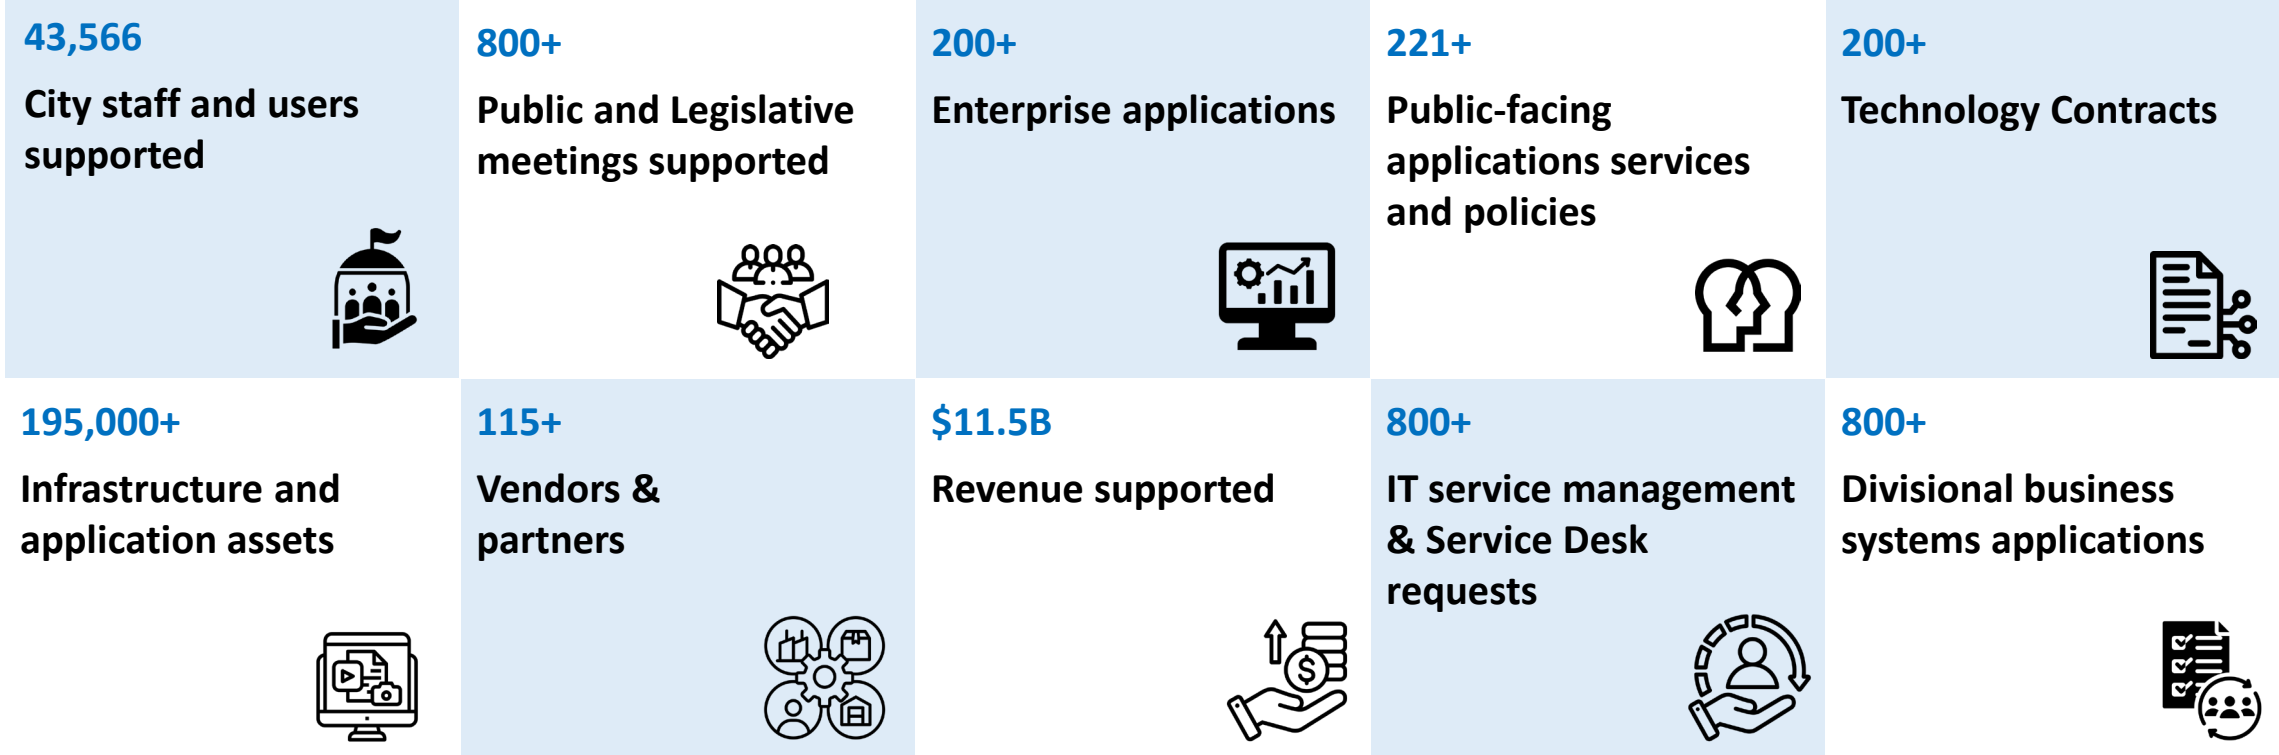 43,566
City staff and users
supported
800+
Public and Legislative
meetings supported
200+
Enterprise applications
221+
Public-facing
applications services
and policies
200+
Technology Contracts
195,000+
Infrastructure and
application assets
115+
Vendors &
partners
$11.5B
Revenue supported
800+
IT service management
& Service Desk
requests
800+
Divisional business
systems applications